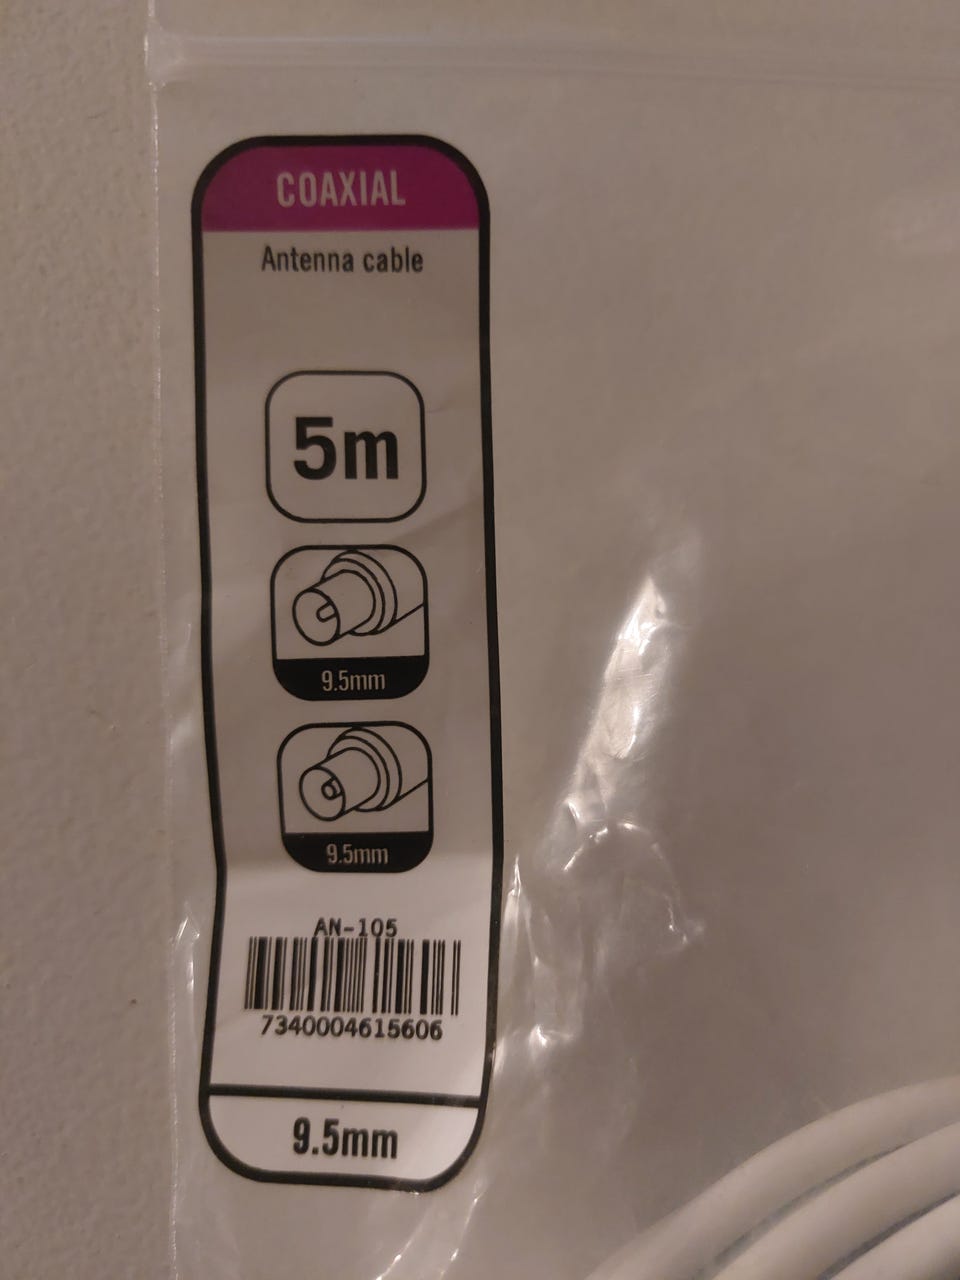 COAXIAL
Antenna cable
5m
9.5mm
9.5mm
AN-105
7340004615606
9.5mm